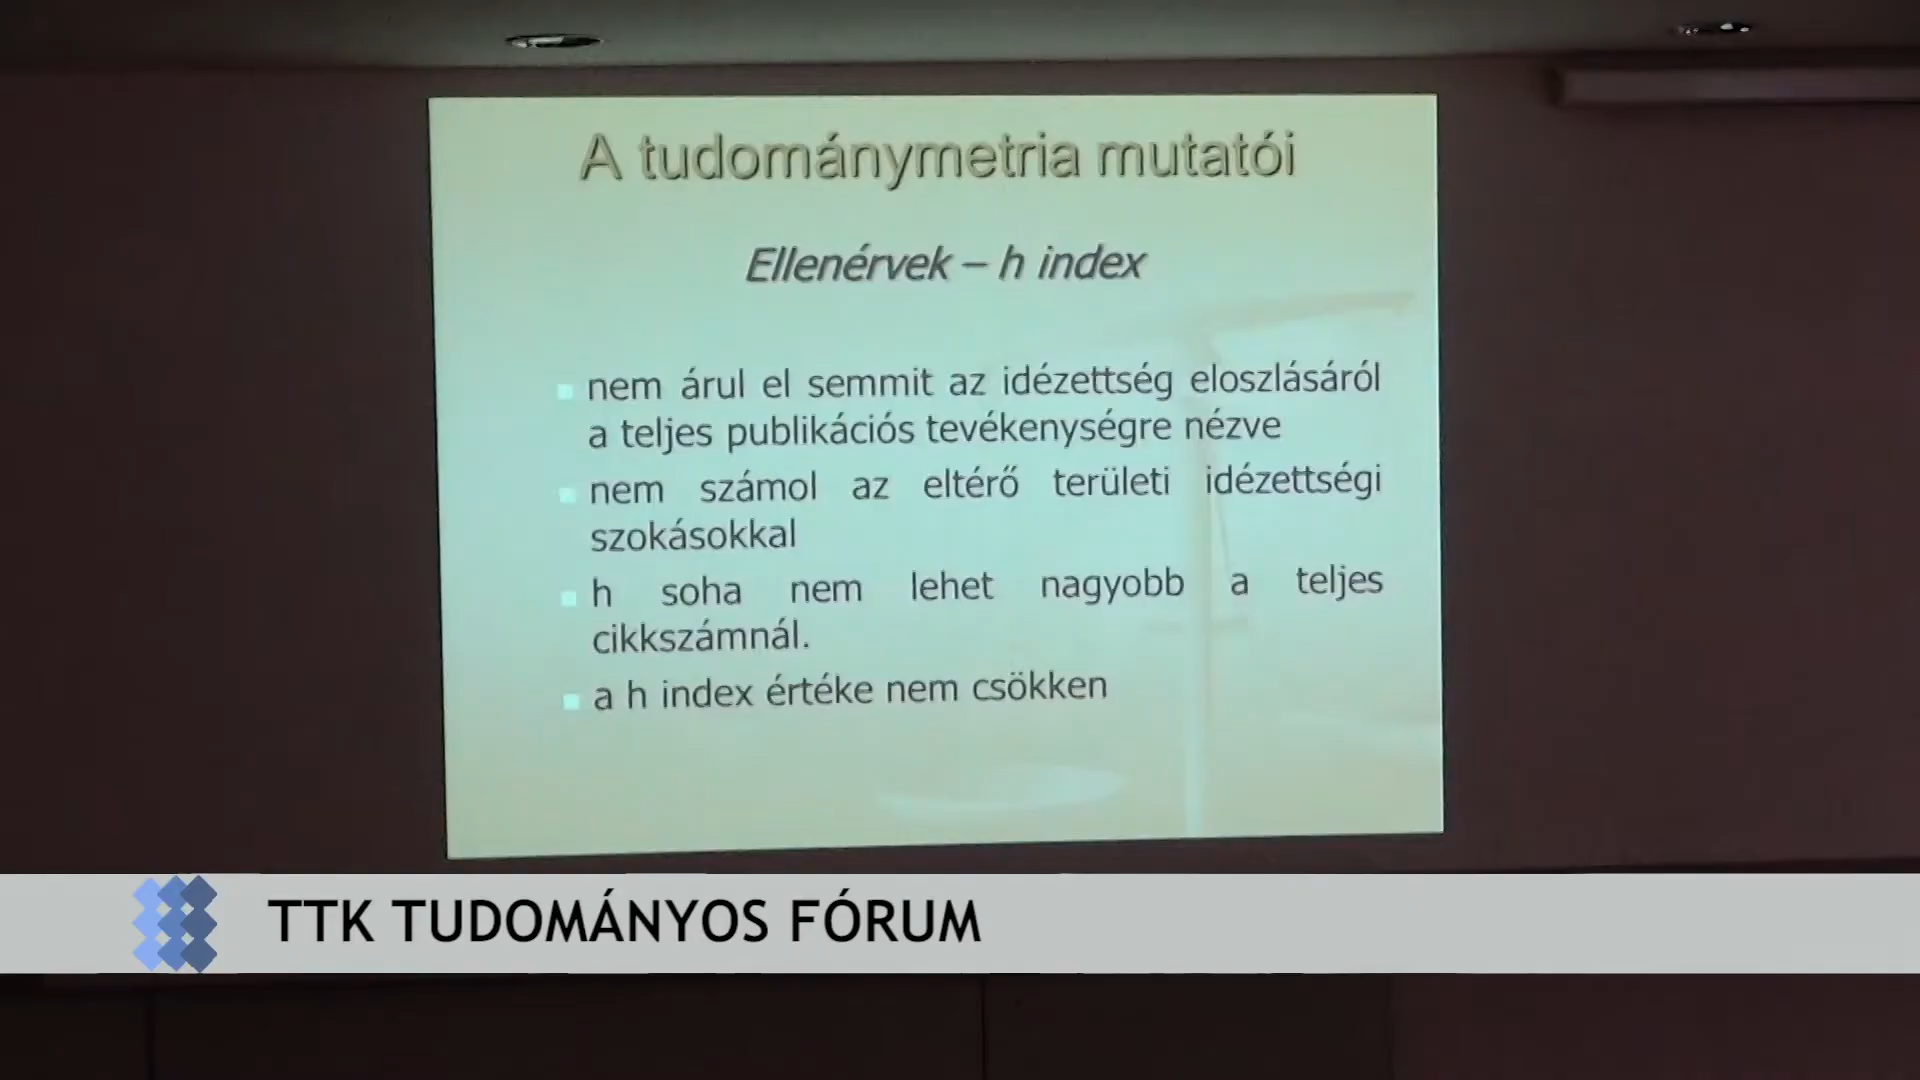 A tudománymetria mutatói
Ellenérvek – h index
nem árul el semmit az idézettség eloszlásáról
a teljes publikációs tevékenységre nézve
nem számol az eltérő területi idézettségi
szokásokkal
h soha nem lehet nagyobb a teljes
cikkszámnál.
a h index értéke nem csökken
TTK TUDOMÁNYOS FÓRUM